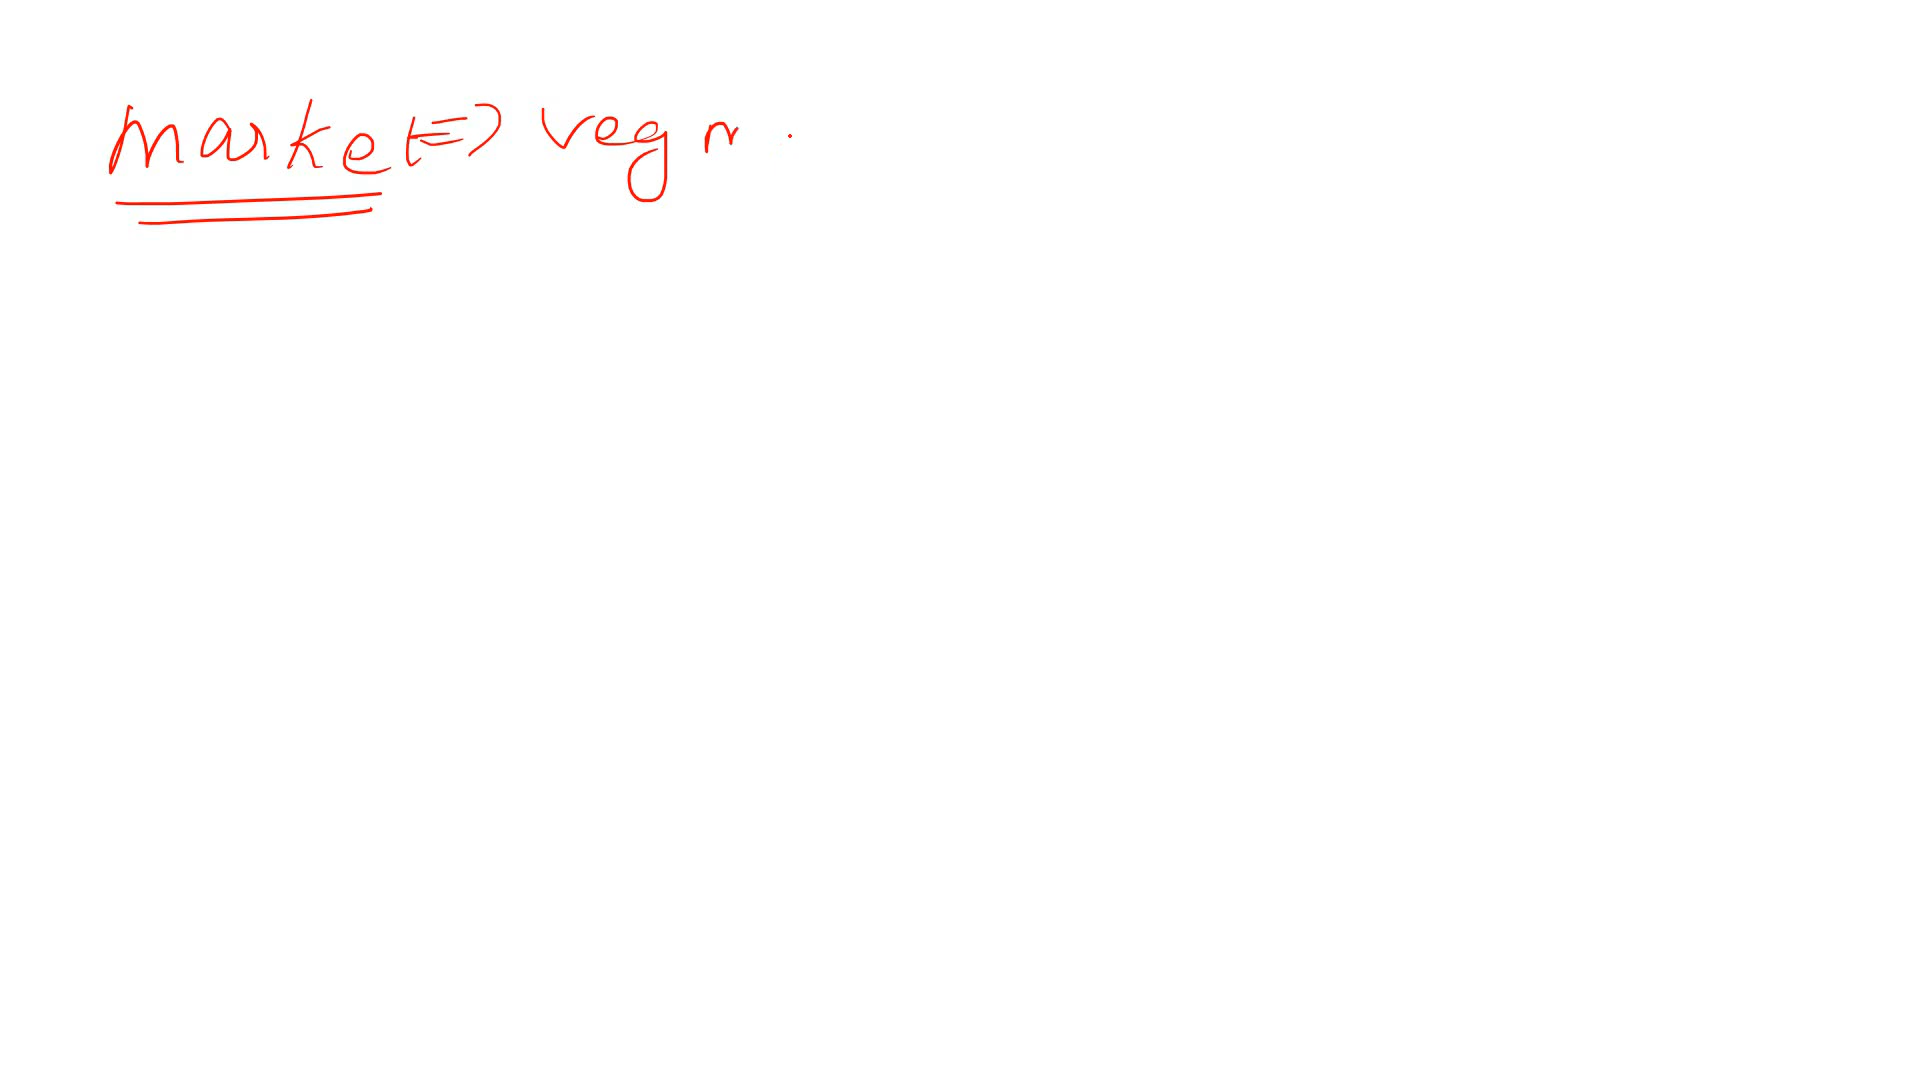 market => veg m .